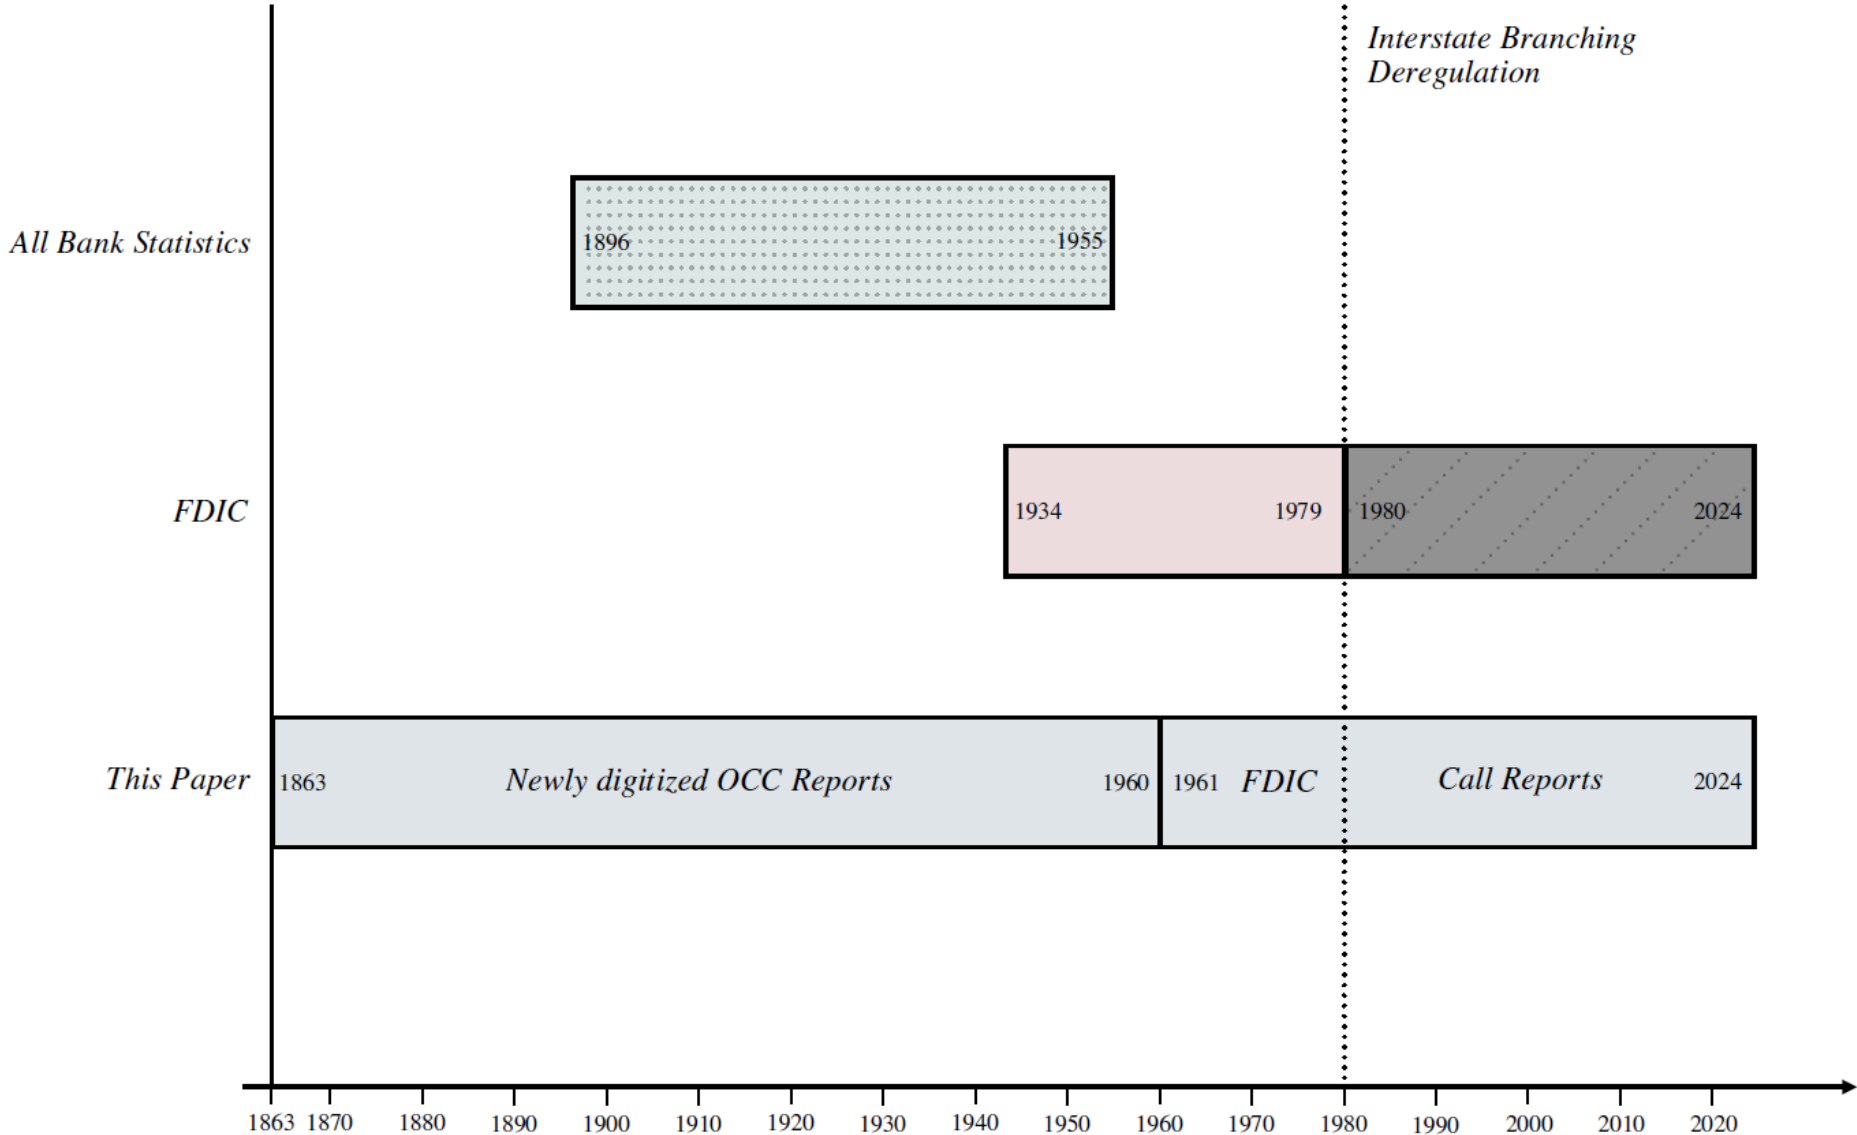 Interstate Branching
Deregulation
All Bank Statistics
1896
1955
FDIC
1934
1979
1980
2024
This Paper
1863
Newly digitized OCC Reports
1960
1961
FDIC
Call Reports
2024
1863 1870 1880 1890 1900 1910 1920 1930 1940 1950 1960 1970 1980 1990 2000 2010 2020